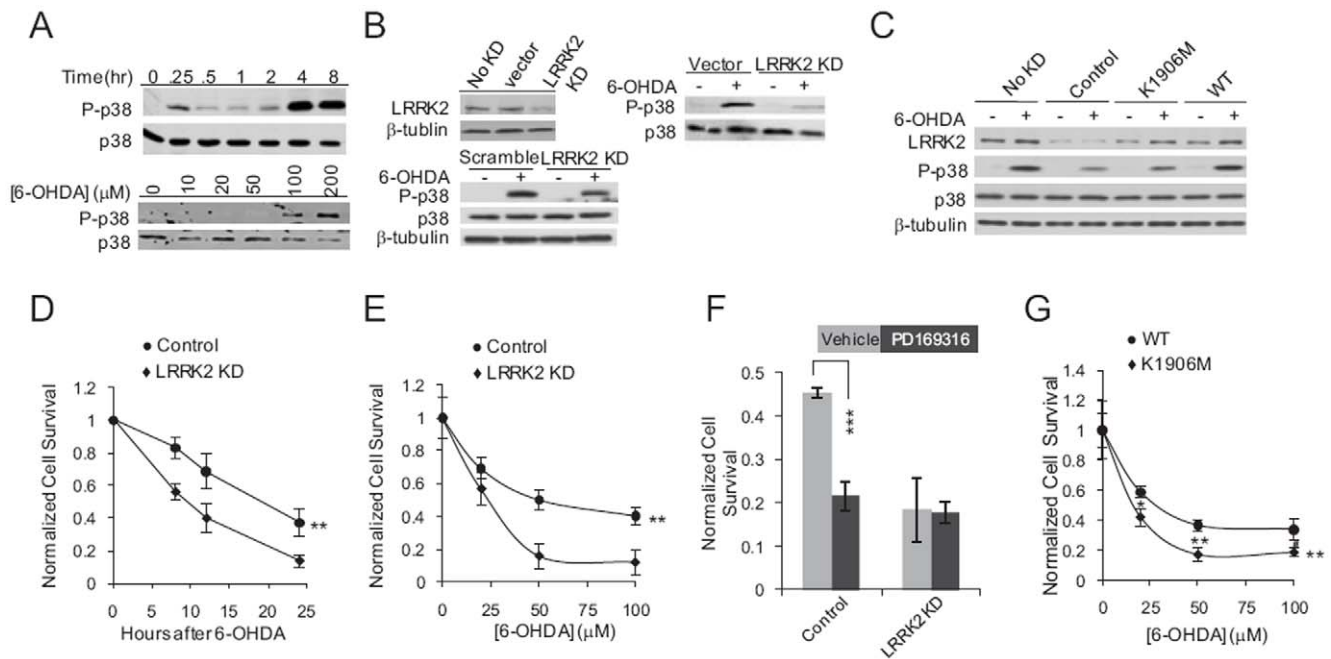 A
Time(hr) 0 .25 .5 1 2 4 8
P-p38
p38
[6-OHDA] (μM) 0 10 20 50 100 200
P-p38
p38
B
No KD vector LRRK2 KD
LRRK2
β-tublin
Vector LRRK2 KD
6-OHDA - + - +
P-p38
p38
Scramble LRRK2 KD
6-OHDA - + - +
P-p38
p38
β-tubulin
C
No KD Control K1906M WT
6-OHDA - + - + - + - +
LRRK2
P-p38
p38
β-tubulin
D
Control
LRRK2 KD
Normalized Cell Survival
1.2
1
0.8
0.6
0.4
0.2
0
**
0 5 10 15 20 25
Hours after 6-OHDA
E
Control
LRRK2 KD
Normalized Cell Survival
1.2
1
0.8
0.6
0.4
0.2
0
**
0 25 50 75 100
[6-OHDA] (μM)
F
Vehicle PD169316
Normalized Cell
Survival
0.5
0.4
0.3
0.2
0.1
0
***
Control LRRK2 KD
G
WT
K1906M
Normalized Cell Survival
1.4
1
0.8
0.6
0.4
0.2
0
*
**
**
0 25 50 75 100
[6-OHDA] (μM)